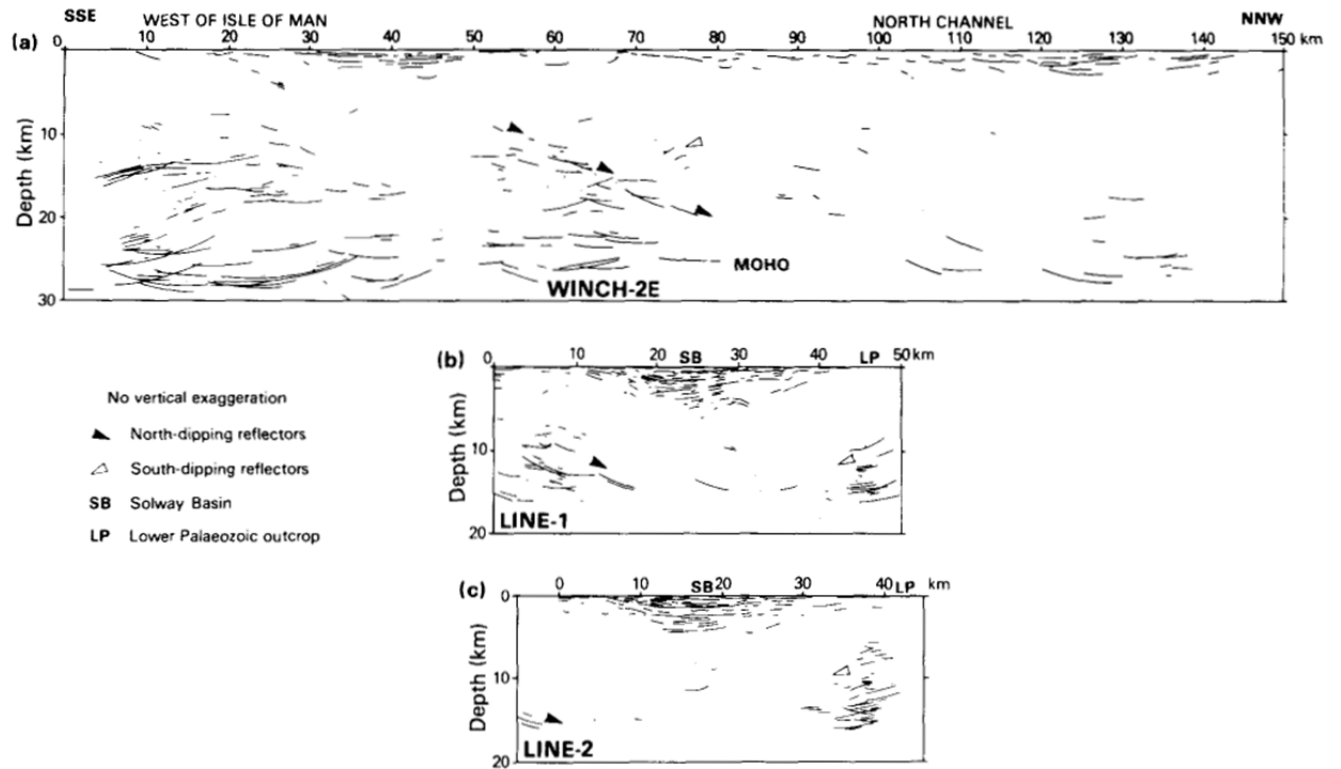 SSE WEST OF ISLE OF MAN NORTH CHANNEL NNW
(a) 0 10 20 30 40 50 60 70 80 90 100 110 120 130 140 150 km
Depth (km)
10
20
30
MOHO
WINCH-2E
(b) 0 10 20 SB 30 40 LP 50 km
0
Depth (km)
10
20
LINE-1
No vertical exaggeration
North-dipping reflectors
South-dipping reflectors
SB Solway Basin
LP Lower Palaeozoic outcrop
(c) 0 10 SB 20 30 40 LP km
0
Depth (km)
10
20
LINE-2